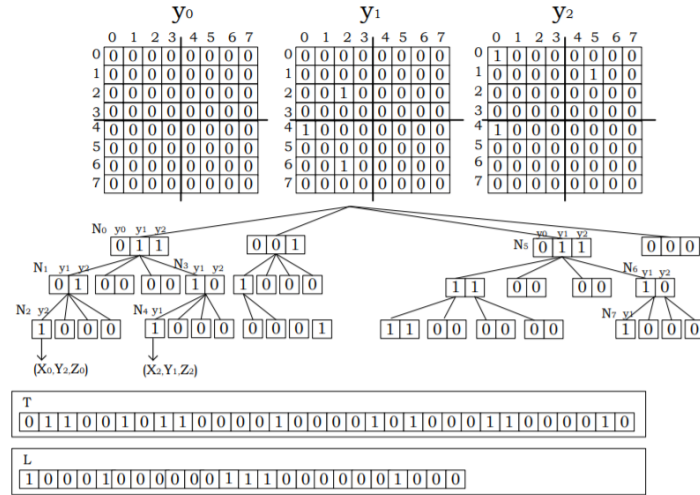 y0 y1 y2
0 1 2 3 4 5 6 7 0 1 2 3 4 5 6 7 0 1 2 3 4 5 6 7
0 0 0 0 0 0 0 0 0 0 0 0 0 0 0 0 0 0 1 0 0 0 0 0 0 0
1 0 0 0 0 0 0 0 0 0 0 0 0 0 0 0 0 0 0 0 0 0 0 1 0 0
2 0 0 0 0 0 0 0 0 0 0 1 0 0 0 0 0 0 0 0 0 0 0 0 0 0
3 0 0 0 0 0 0 0 0 0 0 0 0 0 0 0 0 0 0 0 0 0 0 0 0 0
4 0 0 0 0 0 0 0 0 4 1 0 0 0 0 0 0 0 4 1 0 0 0 0 0 0 0
5 0 0 0 0 0 0 0 0 0 0 0 0 0 0 0 0 0 0 0 0 0 0 0 0 0
6 0 0 0 0 0 0 0 0 0 0 1 0 0 0 0 0 0 0 0 0 0 0 0 0 0
7 0 0 0 0 0 0 0 0 0 0 0 0 0 0 0 0 0 0 0 0 0 0 0 0 0
N0 y0 y1 y2 y0 y1 y2
0 1 1 0 0 1 N5 0 1 1 0 0 0
N1 y1 y2 N3 y1 y2 N6 y1 y2
0 1 0 0 0 0 1 0 1 0 0 0 1 1 0 0 0 0 1 0
N2 y2 N4 y1 N7 y1
1 0 0 0 1 0 0 0 0 0 0 1 1 1 0 0 0 0 0 0 1 0 0 0
(X0,Y2,Z0) (X2,Y1,Z2)
T
0 1 1 0 0 1 0 1 1 0 0 0 0 1 0 0 0 0 1 0 1 0 0 0 1 1 0 0 0 0 1 0
L
1 0 0 0 1 0 0 0 0 0 0 1 1 1 0 0 0 0 0 0 1 0 0 0